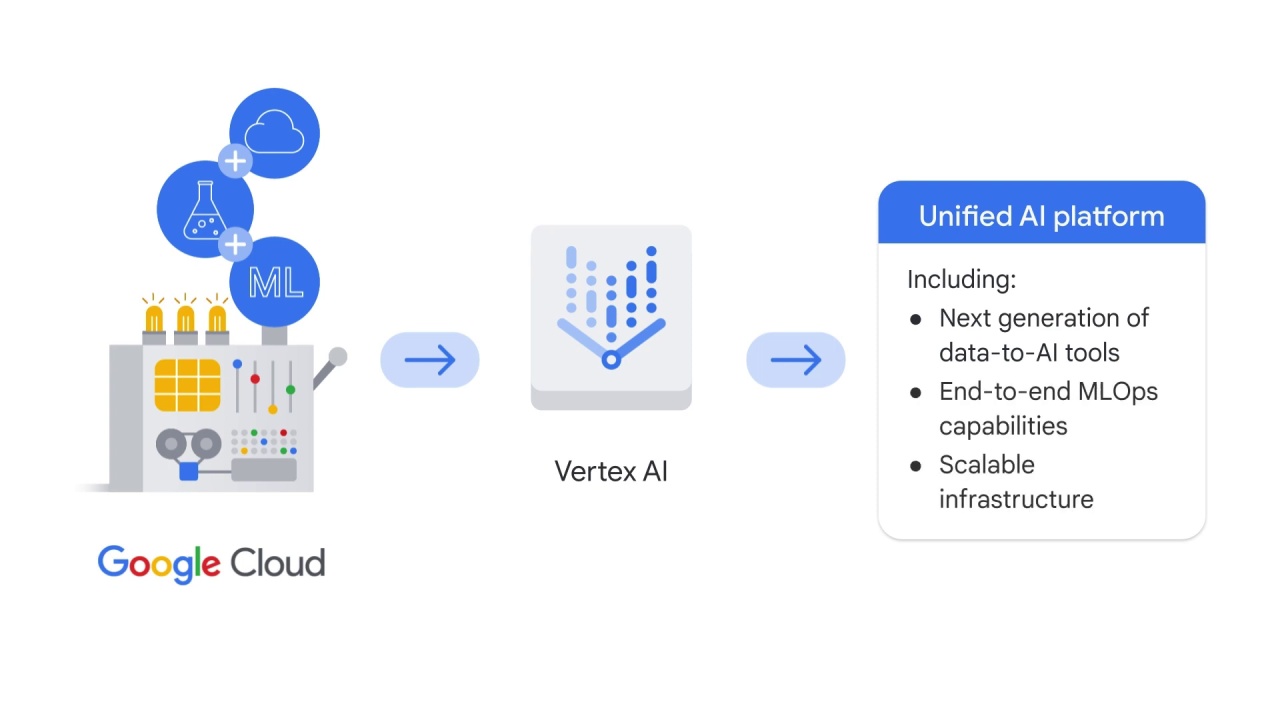 ML
Google Cloud
Vertex AI
Unified AI platform
Including:
● Next generation of
data-to-AI tools
● End-to-end MLOps
capabilities
● Scalable
infrastructure